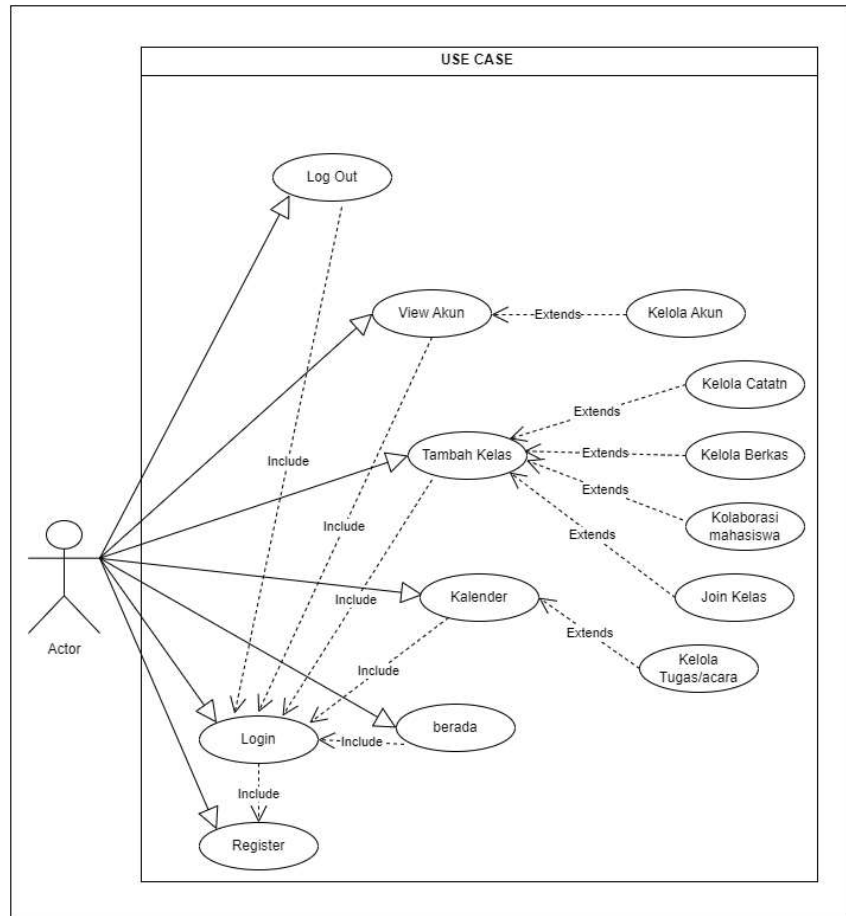 USE CASE
Log Out
View Akun
Extends
Kelola Akun
Kelola Catatn
Extends
Include
Tambah Kelas
Extends
Kelola Berkas
Extends
Kolaborasi
mahasiswa
Include
Extends
Kalender
Include
Join Kelas
Actor
Extends
Kelola
Tugas/acara
Include
Login
Include
berada
Include
Register